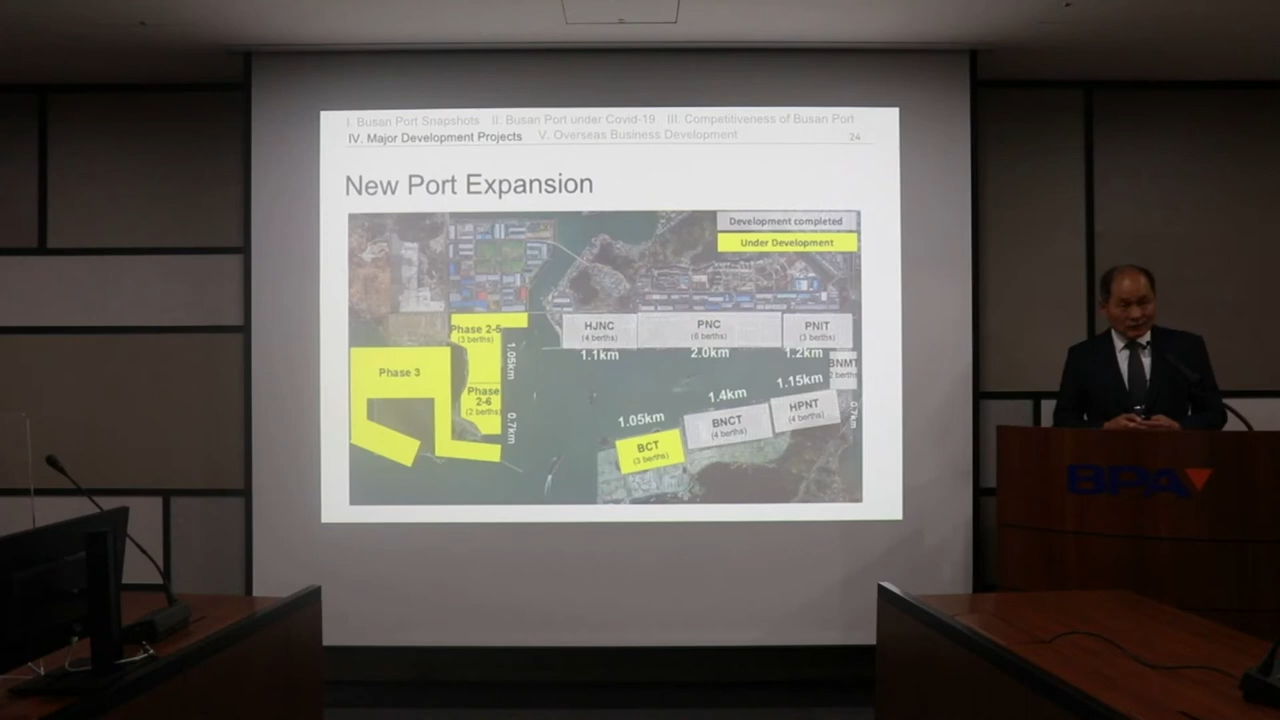 I. Busan Port Snapshots II. Busan Port under Covid-19 III. Competitiveness of Busan Port
IV. Major Development Projects V. Overseas Business Development 24
New Port Expansion
Development completed
Under Development
Phase 2-5
(3 berths)
HJNC
(4 berths)
PNC
(6 berths)
PNIT
(3 berths)
1.1km
2.0km
1.2km
1.05km
Phase 3
BNMT
2 berths
Phase
2-6
(2 berths)
0.7km
1.05km
1.4km
1.15km
BCT
(3 berths)
BNCT
(4 berths)
HPNT
(4 berths)
0.7km
BPA